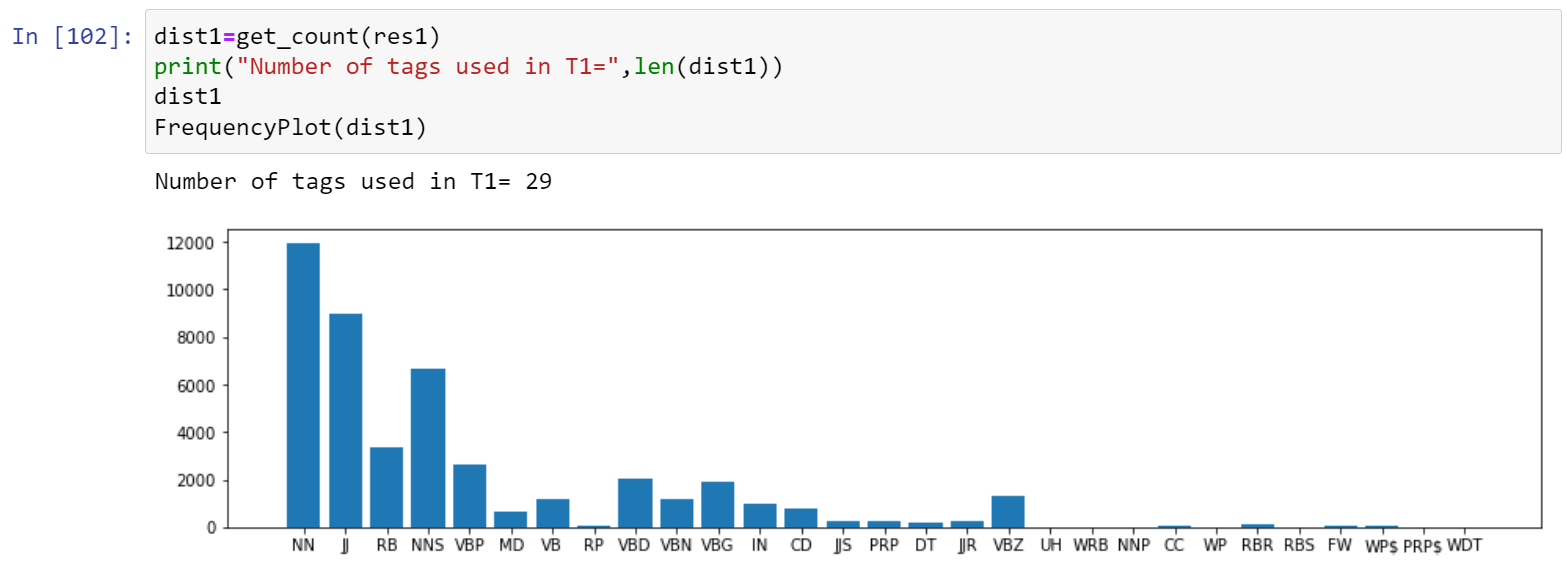 In [102]: dist1=get_count(res1)
print("Number of tags used in T1=",len(dist1))
dist1
FrequencyPlot(dist1)
Number of tags used in T1= 29
12000
10000
8000
6000
4000
2000
0
NN JJ RB NNS VBP MD VB RP VBD VBN VBG IN CD JJS PRP DT JJR VBZ UH WRB NNP CC WP RBR RBS FW WP$ PRP$ WDT